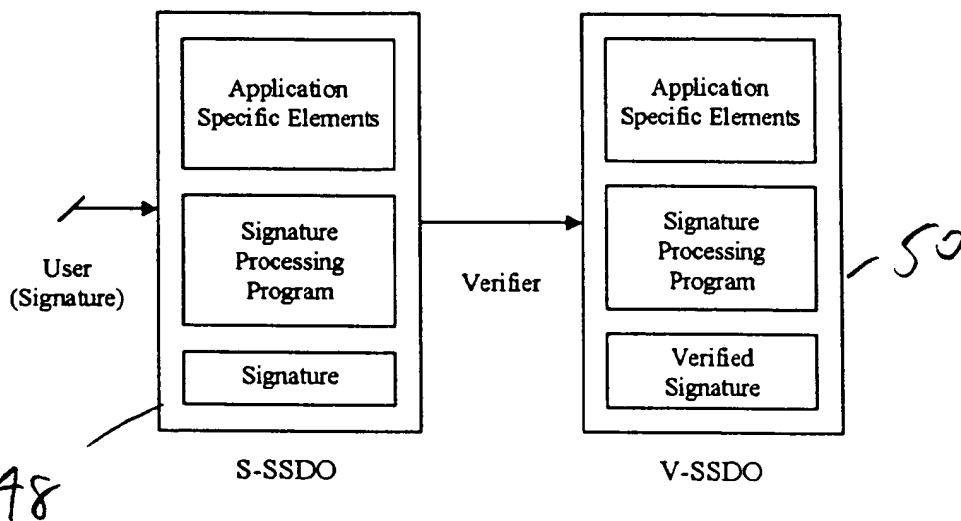 Application
Specific Elements
Signature
Processing
Program
Signature
User
(Signature)
Verifier
Application
Specific Elements
Signature
Processing
Program
Verified
Signature
S-SSDO
V-SSDO
48
50